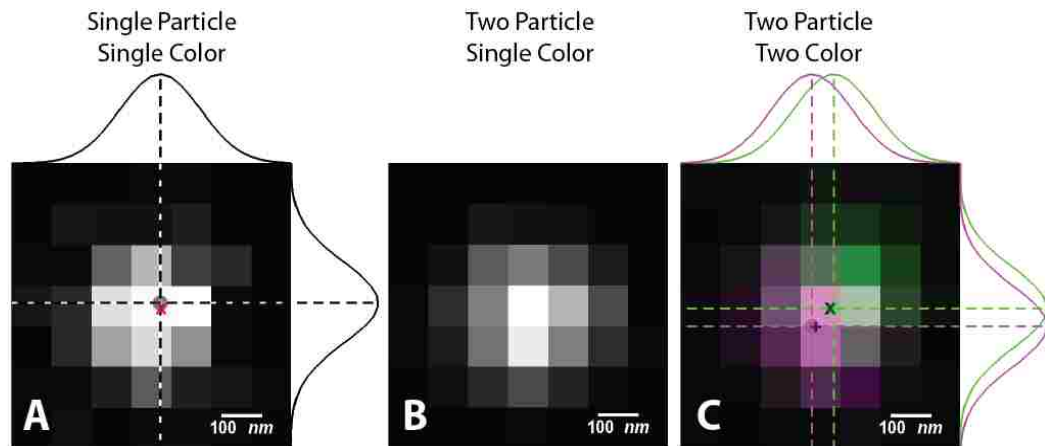 Single Particle
Single Color
Two Particle
Single Color
Two Particle
Two Color
A
100 nm
B
100 nm
C
100 nm